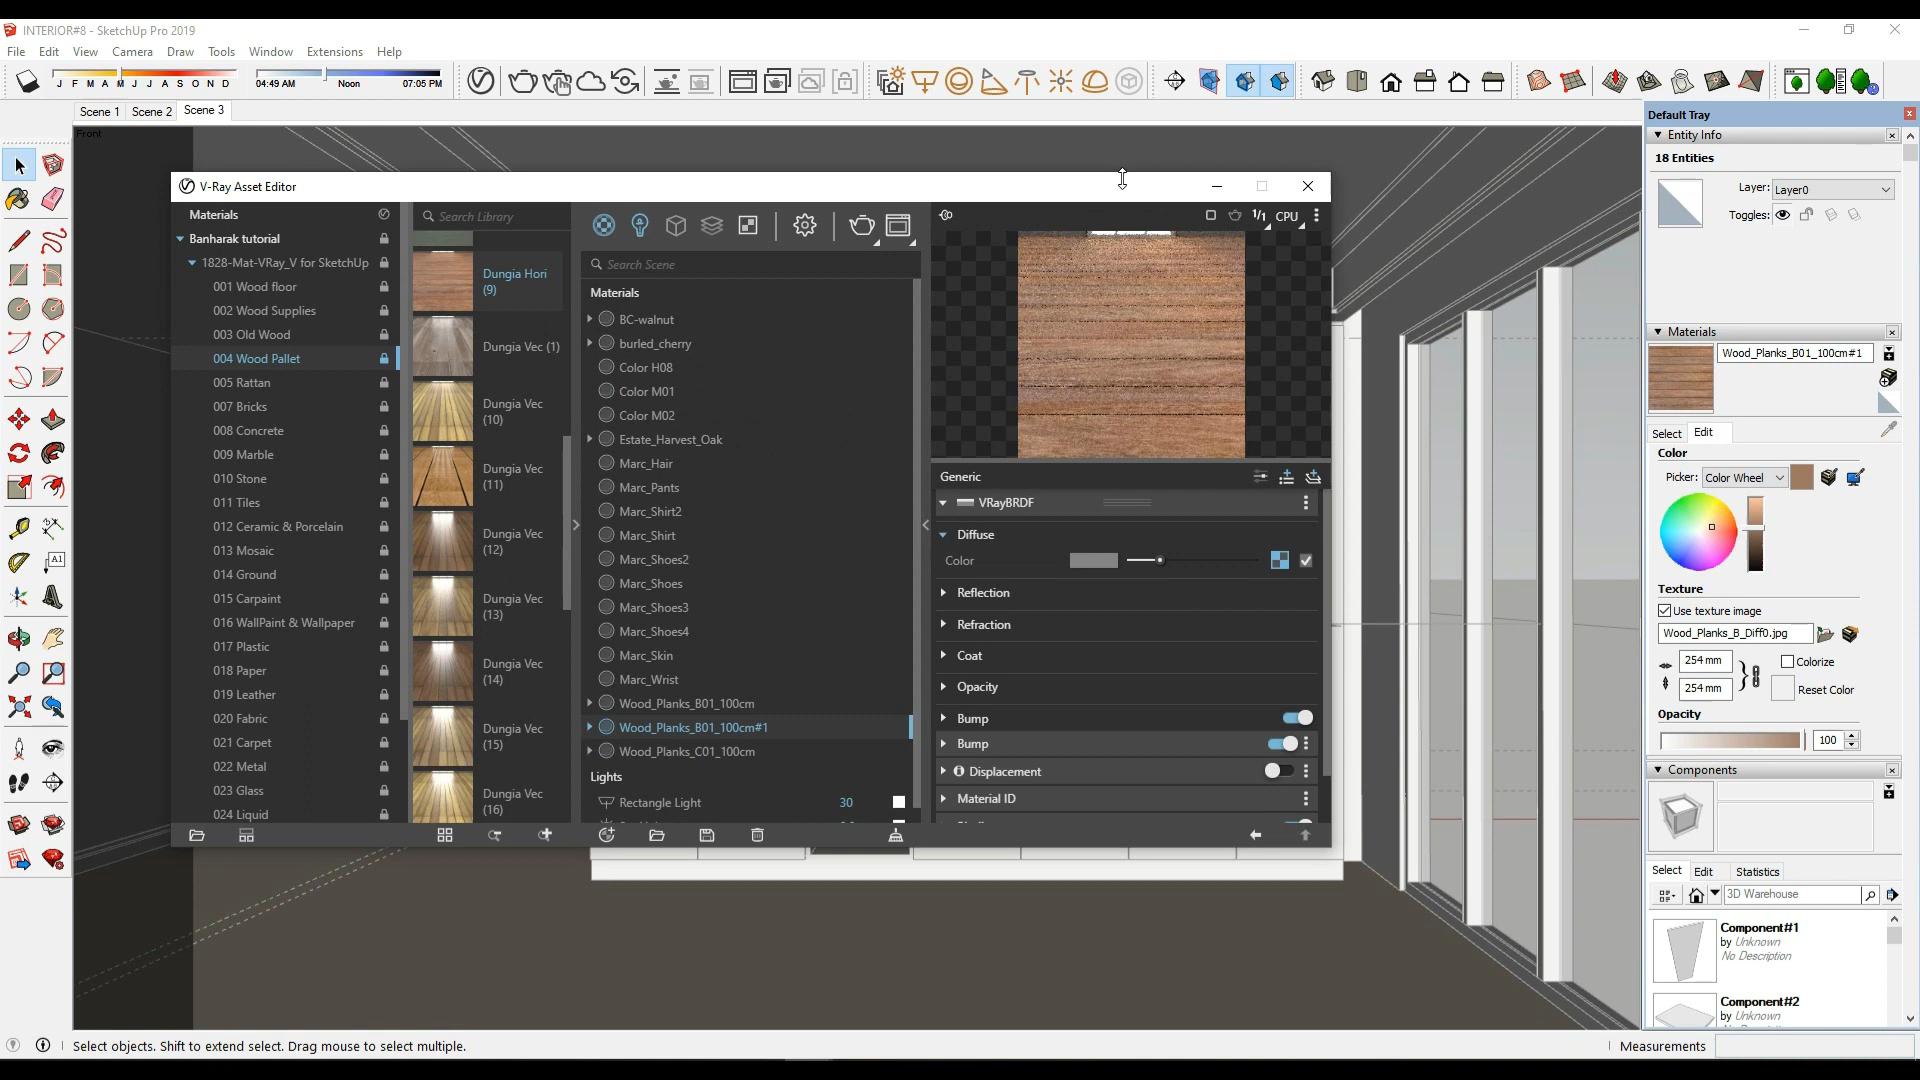 INTERIOR#8 - SketchUp Pro 2019
File Edit View Camera Draw Tools Window Extensions Help
J F M A M J J A S O N D
04:49 AM Noon 07:05 PM
Scene 1 Scene 2 Scene 3
Front
V-Ray Asset Editor
Materials
Banharak tutorial
1828-Mat-VRay_V for SketchUp
001 Wood floor
002 Wood Supplies
003 Old Wood
004 Wood Pallet
005 Rattan
007 Bricks
008 Concrete
009 Marble
010 Stone
011 Tiles
012 Ceramic & Porcelain
013 Mosaic
014 Ground
015 Carpaint
016 WallPaint & Wallpaper
017 Plastic
018 Paper
019 Leather
020 Fabric
021 Carpet
022 Metal
023 Glass
024 Liquid
Search Library
Dungia Hori
(9)
Dungia Vec (1)
Dungia Vec
(10)
Dungia Vec
(11)
Dungia Vec
(12)
Dungia Vec
(13)
Dungia Vec
(14)
Dungia Vec
(15)
Dungia Vec
(16)
Search Scene
Materials
BC-walnut
burled_cherry
Color H08
Color M01
Color M02
Estate_Harvest_Oak
Marc_Hair
Marc_Pants
Marc_Shirt2
Marc_Shirt
Marc_Shoes2
Marc_Shoes
Marc_Shoes3
Marc_Shoes4
Marc_Skin
Marc_Wrist
Wood_Planks_B01_100cm
Wood_Planks_B01_100cm#1
Wood_Planks_C01_100cm
Lights
Rectangle Light 30
1/1 CPU
Generic
VRayBRDF
Diffuse
Color
Reflection
Refraction
Coat
Opacity
Bump
Bump
Displacement
Material ID
Default Tray
Entity Info
18 Entities
Layer: Layer0
Toggles:
Materials
Wood_Planks_B01_100cm#1
Select Edit
Color
Picker: Color Wheel
Texture
Use texture image
Wood_Planks_B_Diff0.jpg
254 mm
Colorize
254 mm
Reset Color
Opacity
100
Components
Select Edit Statistics
3D Warehouse
Component#1
by Unknown
No Description
Component#2
by Unknown
Select objects. Shift to extend select. Drag mouse to select multiple.
Measurements